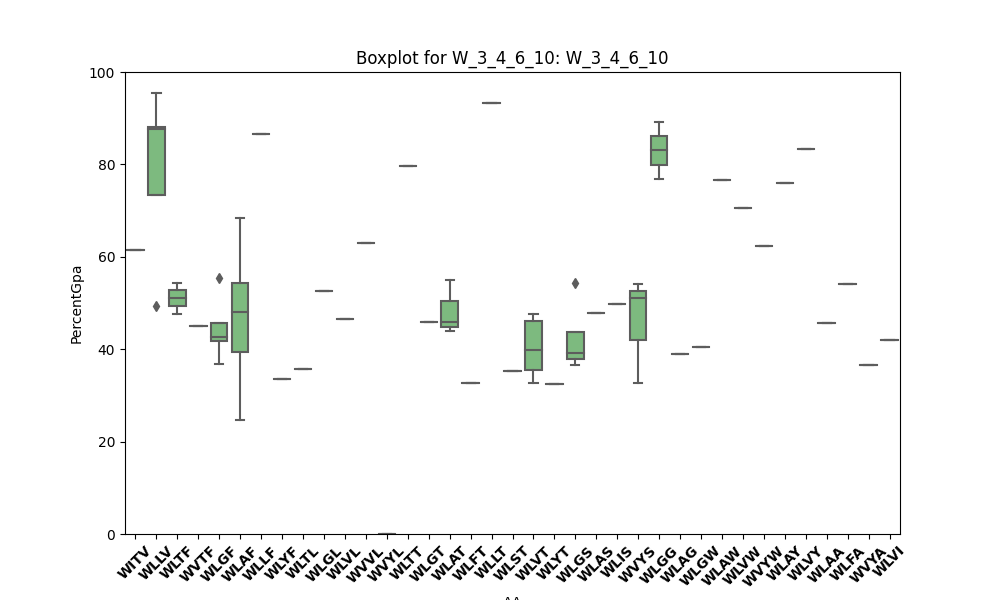 Boxplot for W_3_4_6_10: W_3_4_6_10
100
80
60
40
20
0
PercentGpa
WITV WLLV WLTF WVTF WLGF WLAF WLLF WLYF WLTL WLGL WLVL WVVL WVYL WLTT WLGT WLAT WLFT WLLT WLST WLVT WLYT WLGS WLAS WLIS WVYS WLGG WLAG WLGW WLAW WLVW WVYW WLAY WLVY WLAA WLFA WVYA WLVI